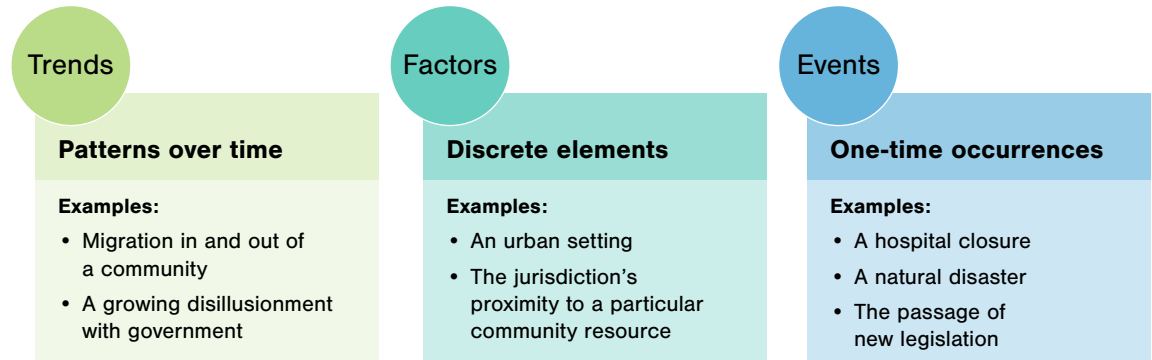 Trends
Patterns over time
Examples:
• Migration in and out of
a community
• A growing disillusionment
with government
Factors
Discrete elements
Examples:
• An urban setting
• The jurisdiction’s
proximity to a particular
community resource
Events
One-time occurrences
Examples:
• A hospital closure
• A natural disaster
• The passage of
new legislation